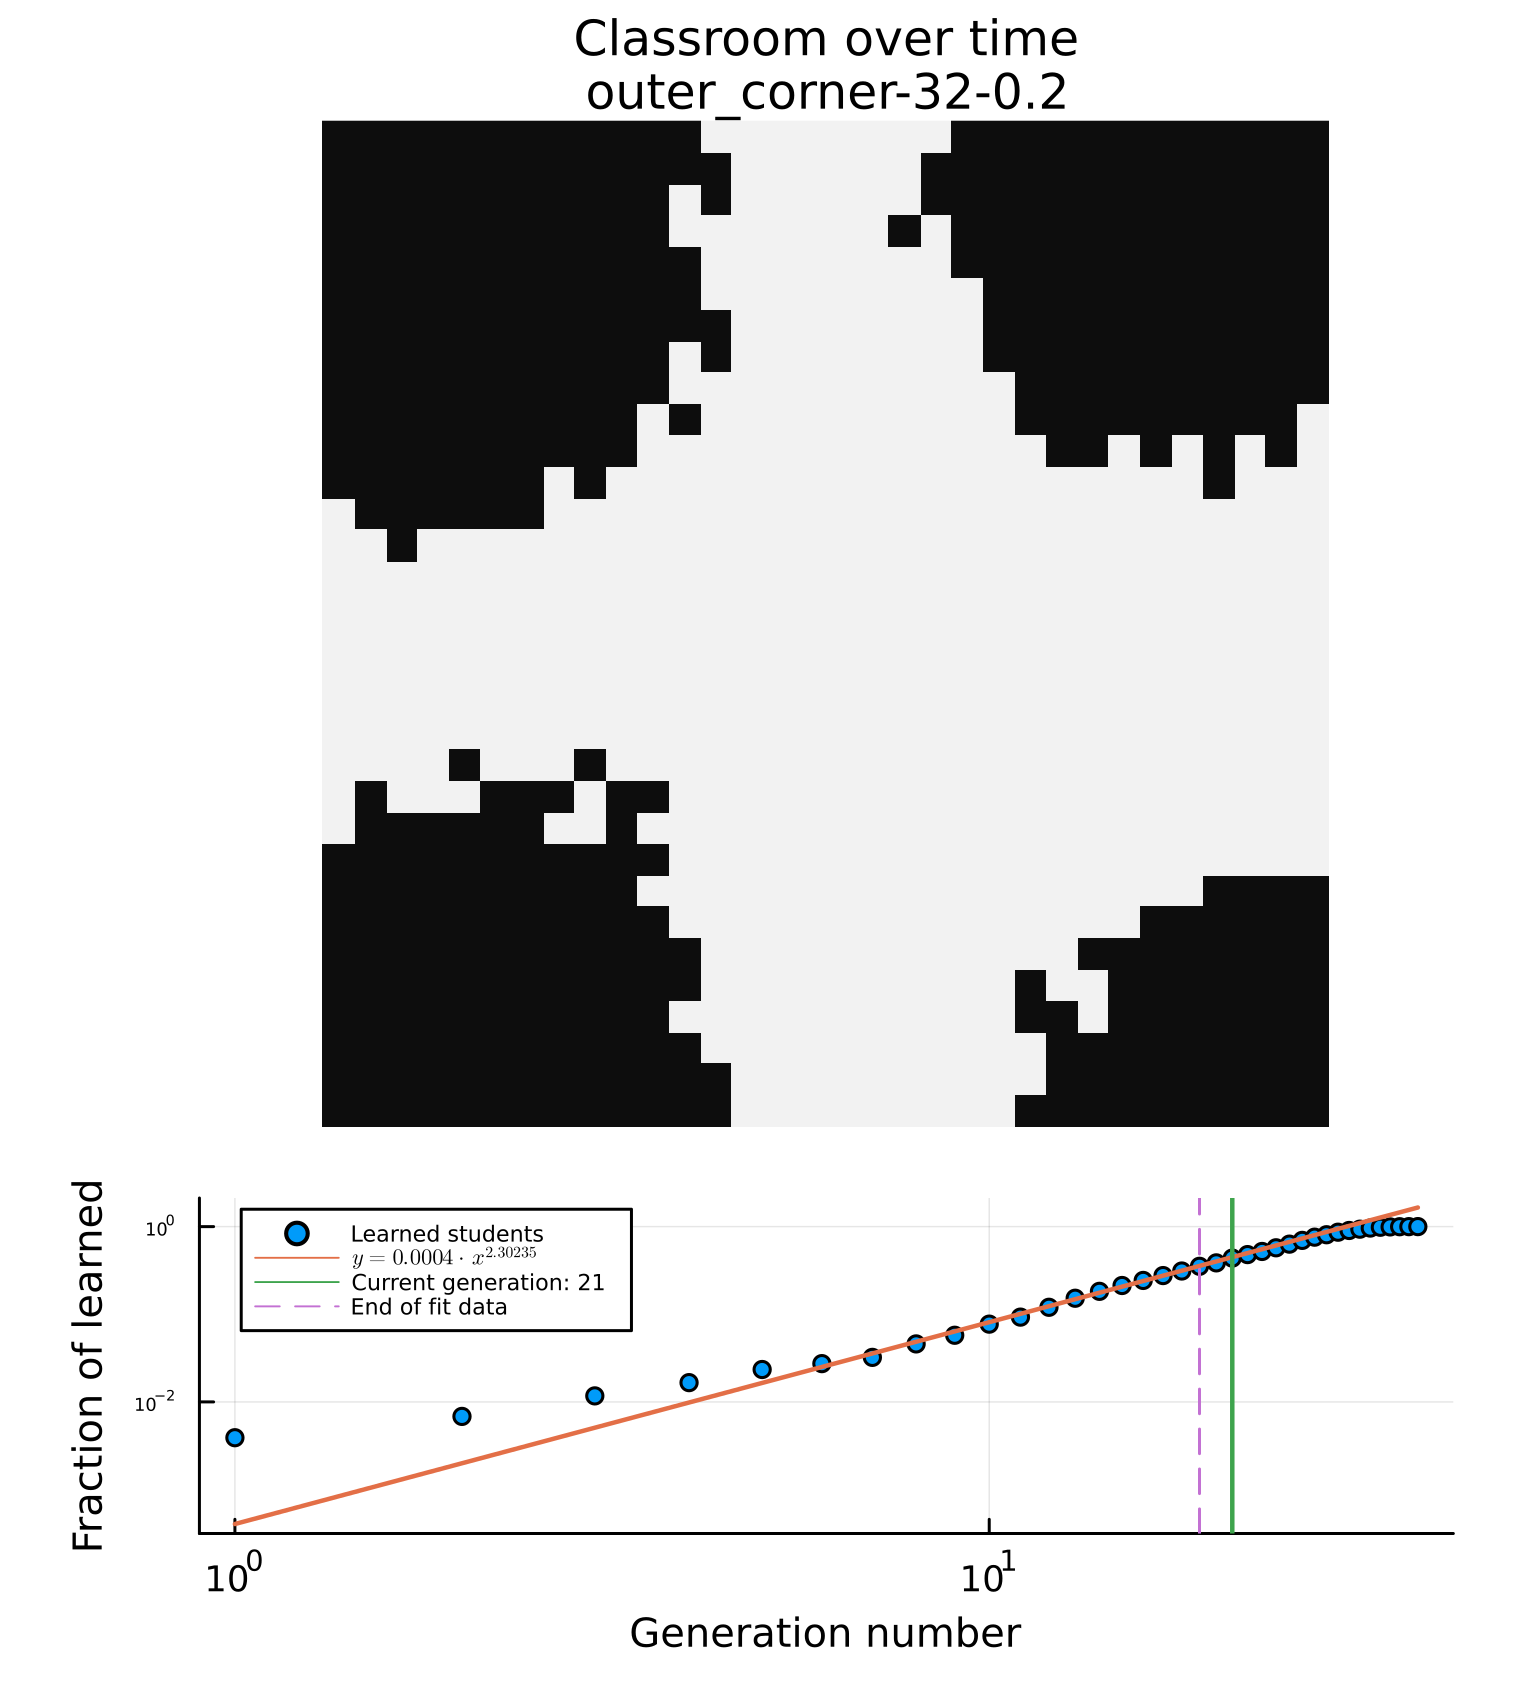 Classroom over time
outer_corner-32-0.2
Learned students
y = 0.0004 · x^2.30235
Current generation: 21
End of fit data
10^0
10^−2
Fraction of learned
10^0
10^1
Generation number